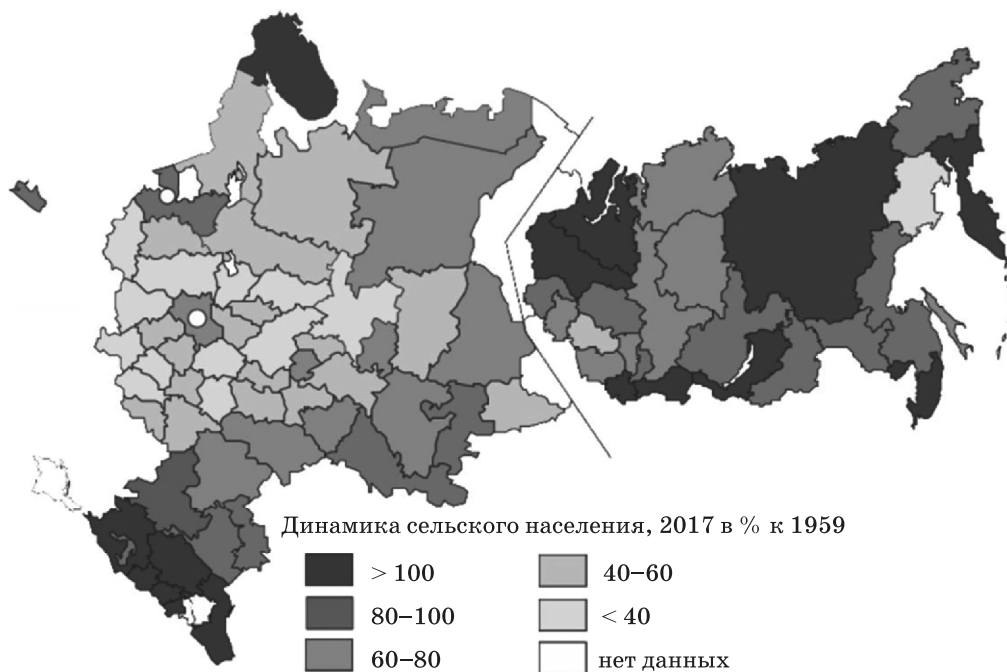 Динамика сельского населения, 2017 в % к 1959
> 100
40–60
80–100
< 40
60–80
нет данных